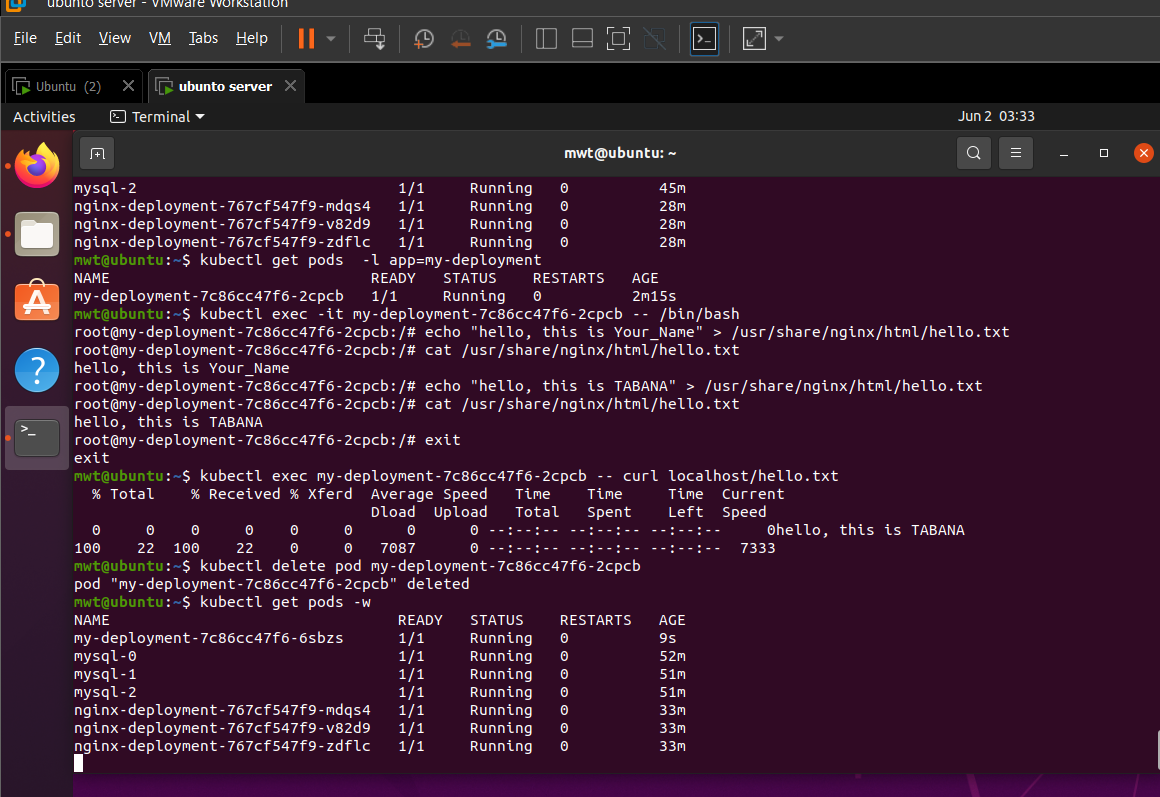 ubunto server - VMware Workstation
File Edit View VM Tabs Help
Ubuntu (2) ubunto server
Activities Terminal Jun 2 03:33
mwt@ubuntu: ~
mysql-2 1/1 Running 0 45m
nginx-deployment-767cf547f9-mdqs4 1/1 Running 0 28m
nginx-deployment-767cf547f9-v82d9 1/1 Running 0 28m
nginx-deployment-767cf547f9-zdflc 1/1 Running 0 28m
mwt@ubuntu:~$ kubectl get pods  -l app=my-deployment
NAME READY STATUS RESTARTS AGE
my-deployment-7c86cc47f6-2cpcb 1/1 Running 0 2m15s
mwt@ubuntu:~$ kubectl exec -it my-deployment-7c86cc47f6-2cpcb -- /bin/bash
root@my-deployment-7c86cc47f6-2cpcb:/# echo "hello, this is Your_Name" > /usr/share/nginx/html/hello.txt
root@my-deployment-7c86cc47f6-2cpcb:/# cat /usr/share/nginx/html/hello.txt
hello, this is Your_Name
root@my-deployment-7c86cc47f6-2cpcb:/# echo "hello, this is TABANA" > /usr/share/nginx/html/hello.txt
root@my-deployment-7c86cc47f6-2cpcb:/# cat /usr/share/nginx/html/hello.txt
hello, this is TABANA
root@my-deployment-7c86cc47f6-2cpcb:/# exit
exit
mwt@ubuntu:~$ kubectl exec my-deployment-7c86cc47f6-2cpcb -- curl localhost/hello.txt
% Total % Received % Xferd Average Speed Time Time Time Current
Dload Upload Total Spent Left Speed
0 0 0 0 0 0 0 0 --:--:-- --:--:-- --:--:-- 0hello, this is TABANA
100 22 100 22 0 0 7087 0 --:--:-- --:--:-- --:--:-- 7333
mwt@ubuntu:~$ kubectl delete pod my-deployment-7c86cc47f6-2cpcb
pod "my-deployment-7c86cc47f6-2cpcb" deleted
mwt@ubuntu:~$ kubectl get pods -w
NAME READY STATUS RESTARTS AGE
my-deployment-7c86cc47f6-6sbzs 1/1 Running 0 9s
mysql-0 1/1 Running 0 52m
mysql-1 1/1 Running 0 51m
mysql-2 1/1 Running 0 51m
nginx-deployment-767cf547f9-mdqs4 1/1 Running 0 33m
nginx-deployment-767cf547f9-v82d9 1/1 Running 0 33m
nginx-deployment-767cf547f9-zdflc 1/1 Running 0 33m